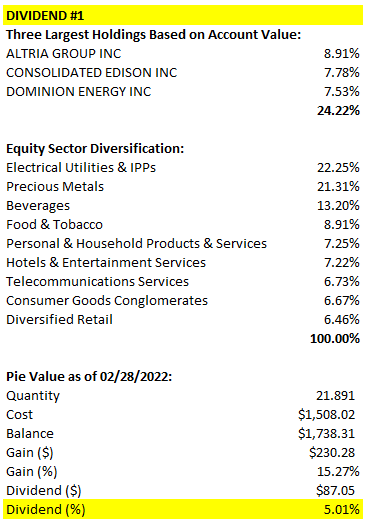 DIVIDEND #1
Three Largest Holdings Based on Account Value:
ALTRIA GROUP INC 8.91%
CONSOLIDATED EDISON INC 7.78%
DOMINION ENERGY INC 7.53%
24.22%
Equity Sector Diversification:
Electrical Utilities & IPPs 22.25%
Precious Metals 21.31%
Beverages 13.20%
Food & Tobacco 8.91%
Personal & Household Products & Services 7.25%
Hotels & Entertainment Services 7.22%
Telecommunications Services 6.73%
Consumer Goods Conglomerates 6.67%
Diversified Retail 6.46%
100.00%
Pie Value as of 02/28/2022:
Quantity 21.891
Cost $1,508.02
Balance $1,738.31
Gain ($) $230.28
Gain (%) 15.27%
Dividend ($) $87.05
Dividend (%) 5.01%